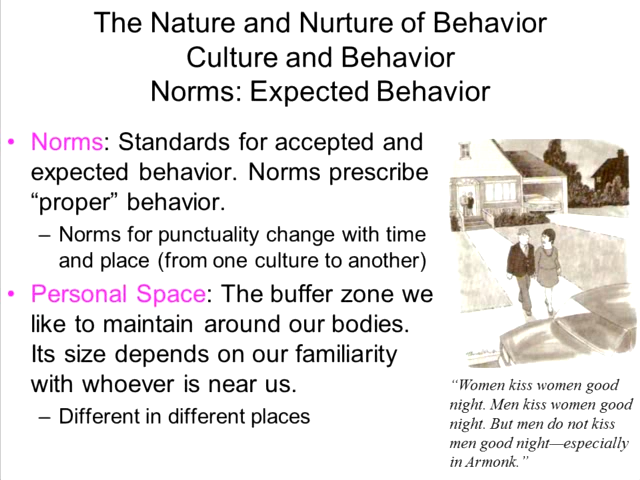 The Nature and Nurture of Behavior
Culture and Behavior
Norms: Expected Behavior
• Norms: Standards for accepted and
expected behavior. Norms prescribe
“proper” behavior.
– Norms for punctuality change with time
and place (from one culture to another)
• Personal Space: The buffer zone we
like to maintain around our bodies.
Its size depends on our familiarity
with whoever is near us.
– Different in different places
“Women kiss women good
night. Men kiss women good
night. But men do not kiss
men good night—especially
in Armonk.”